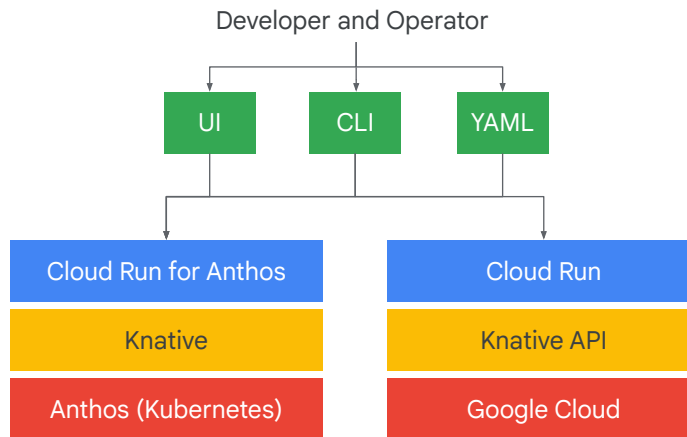 Developer and Operator
UI
CLI
YAML
Cloud Run for Anthos
Cloud Run
Knative
Knative API
Anthos (Kubernetes)
Google Cloud